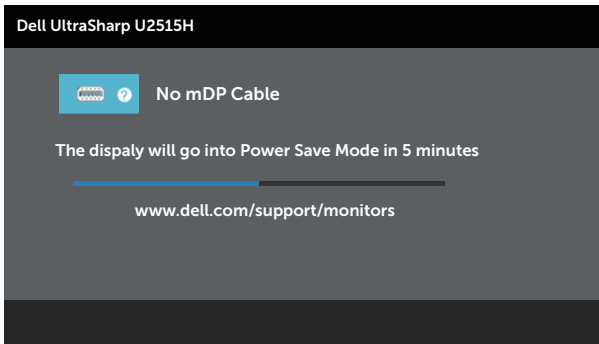 Dell UltraSharp U2515H
? No mDP Cable
The dispaly will go into Power Save Mode in 5 minutes
www.dell.com/support/monitors